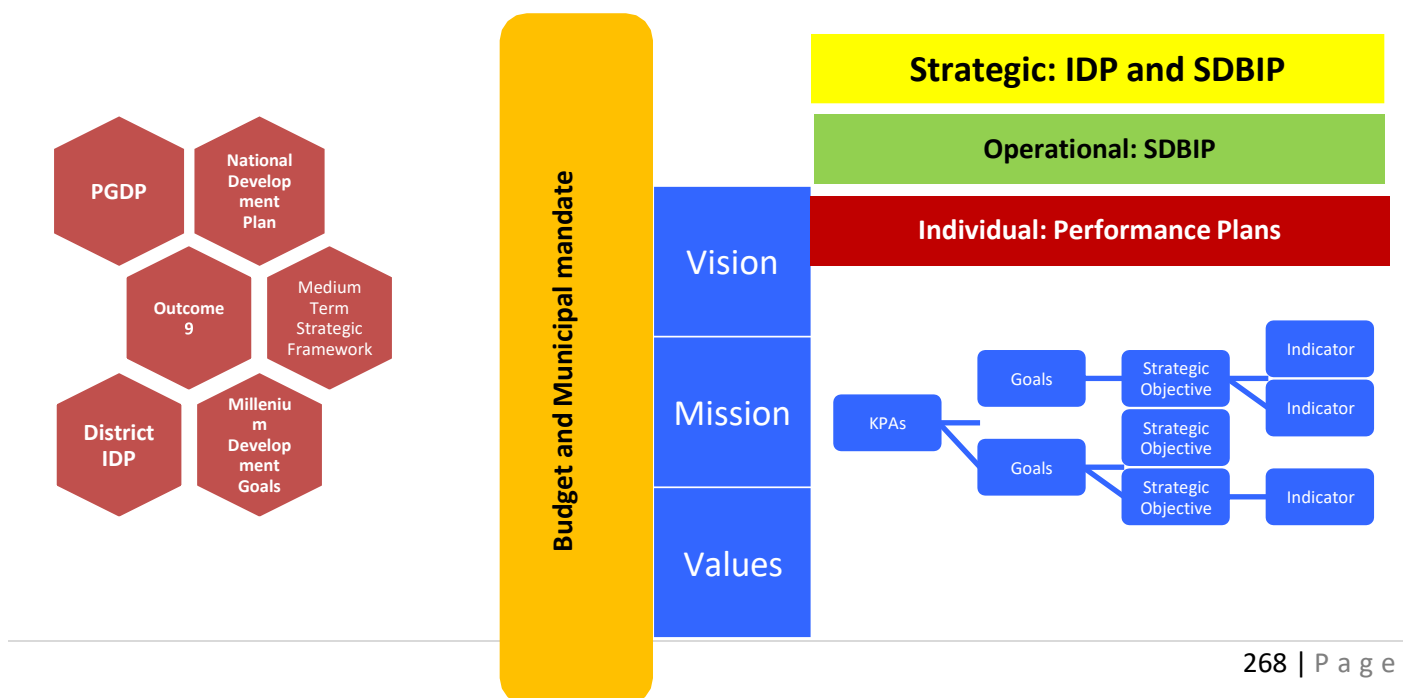 PGDP
National
Develop
ment
Plan
Outcome
9
Medium
Term
Strategic
Framework
District
IDP
Milleniu
m
Develop
ment
Goals
Budget and Municipal mandate
Vision
Mission
Values
Strategic: IDP and SDBIP
Operational: SDBIP
Individual: Performance Plans
KPAs
Goals
Strategic
Objective
Indicator
Indicator
Goals
Strategic
Objective
Strategic
Objective
Indicator
268 | P a g e